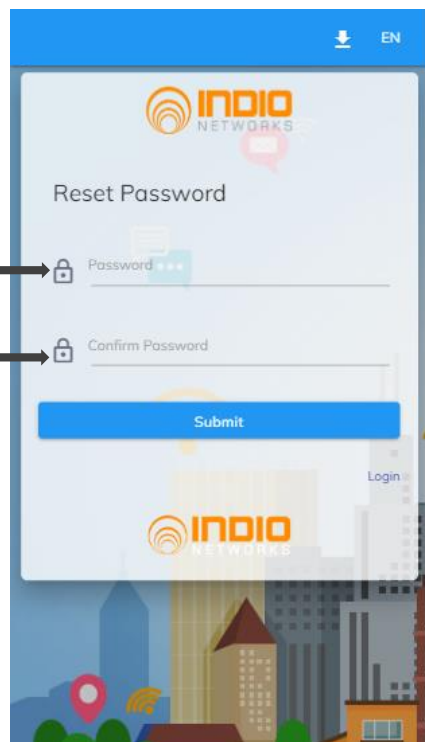 EN
INDIO
NETWORKS
Reset Password
Password
Confirm Password
Submit
Login
INDIO
NETWORKS